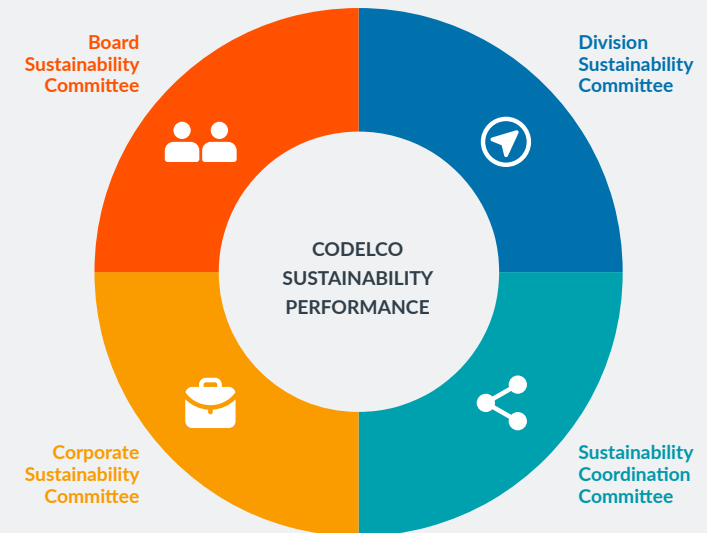 Board
Sustainability
Committee
Division
Sustainability
Committee
CODELCO
SUSTAINABILITY
PERFORMANCE
Corporate
Sustainability
Committee
Sustainability
Coordination
Committee